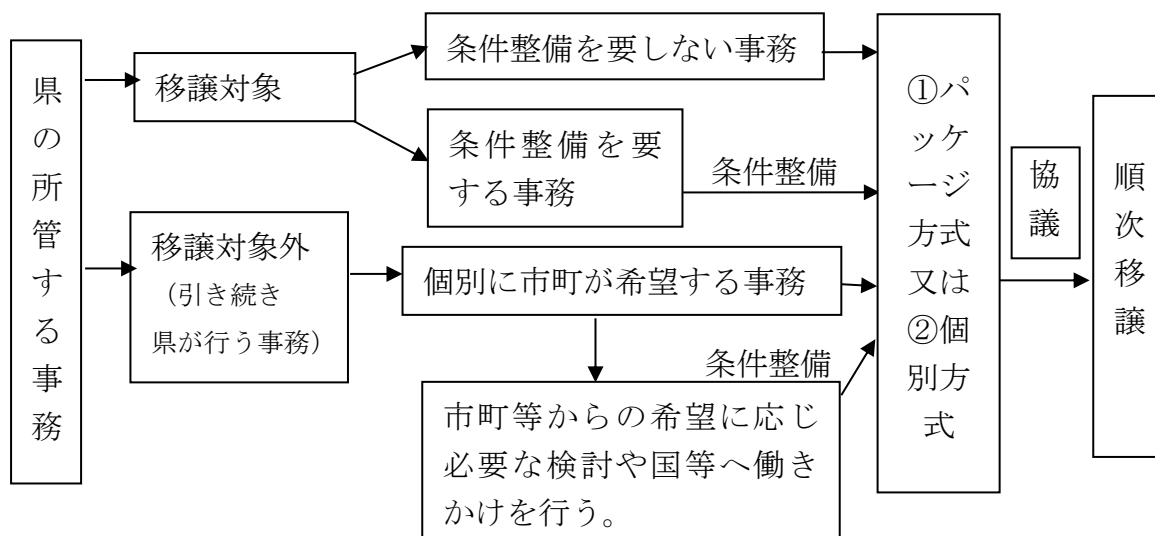 県の所管する事務
移譲対象
条件整備を要しない事務
条件整備を要
する事務
条件整備
移譲対象外
（引き続き
県が行う事務）
個別に市町が希望する事務
条件整備
市町等からの希望に応じ
必要な検討や国等へ働き
かけを行う。
①パ
ッケ
ージ
方式
又は
②個
別方
式
協議
順次移譲